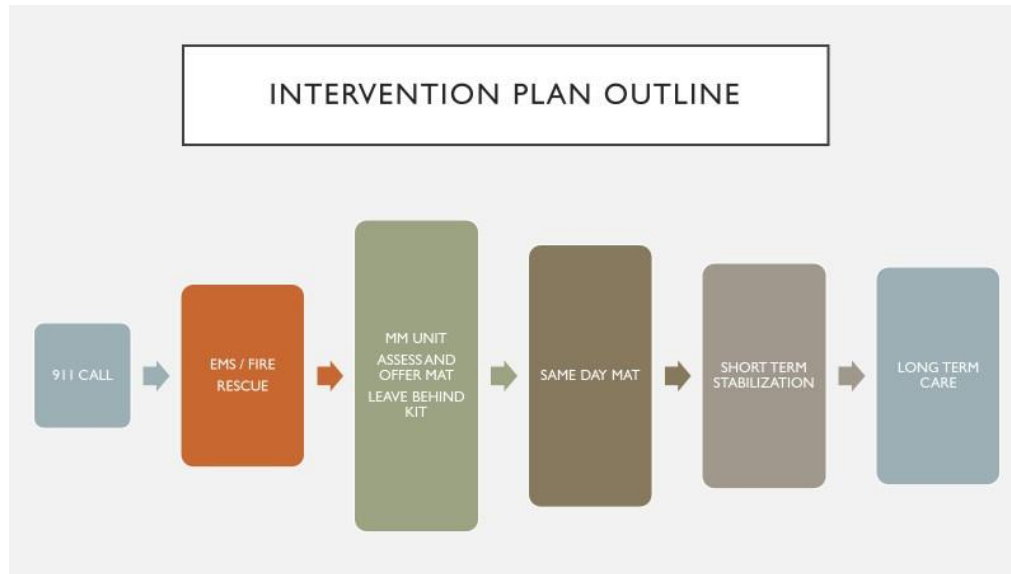 INTERVENTION PLAN OUTLINE
911 CALL
EMS / FIRE
RESCUE
MM UNIT
ASSESS AND
OFFER MAT
LEAVE BEHIND
KIT
SAME DAY MAT
SHORT TERM
STABILIZATION
LONG TERM
CARE